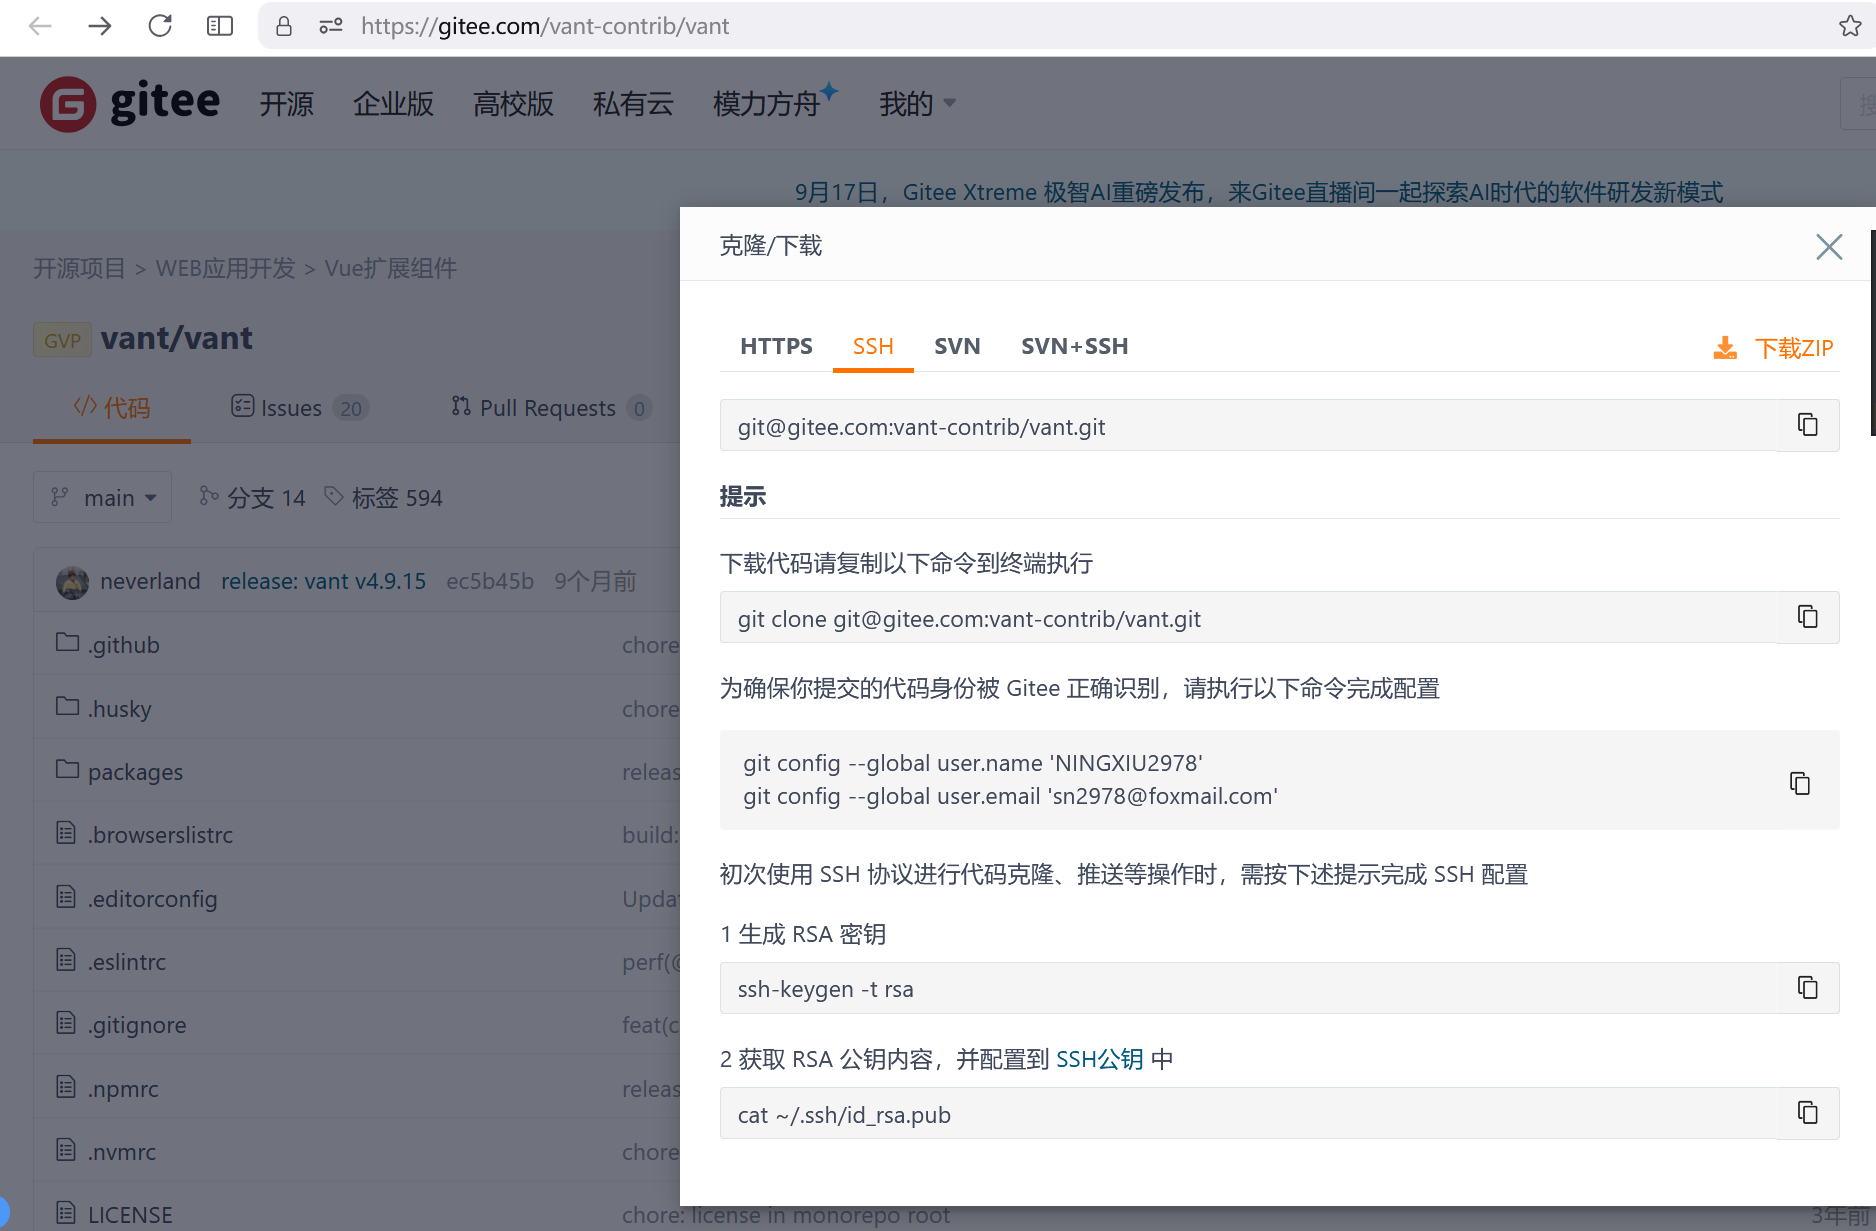 https://gitee.com/vant-contrib/vant
gitee 开源 企业版 高校版 私有云 模力方舟 我的
9月17日，Gitee Xtreme 极智AI重磅发布，来Gitee直播间一起探索AI时代的软件研发新模式
开源项目 > WEB应用开发 > Vue扩展组件
GVP vant/vant
代码 Issues 20 Pull Requests 0
main 分支 14 标签 594
neverland release: vant v4.9.15 ec5b45b 9个月前
.github chore
.husky chore
packages releas
.browserslistrc build:
.editorconfig Upda
.eslintrc perf(
.gitignore feat(c
.npmrc releas
.nvmrc chore
LICENSE chore: license in monorepo root 3年前
克隆/下载
HTTPS SSH SVN SVN+SSH 下载ZIP
git@gitee.com:vant-contrib/vant.git
提示
下载代码请复制以下命令到终端执行
git clone git@gitee.com:vant-contrib/vant.git
为确保你提交的代码身份被 Gitee 正确识别，请执行以下命令完成配置
git config --global user.name 'NINGXIU2978'
git config --global user.email 'sn2978@foxmail.com'
初次使用 SSH 协议进行代码克隆、推送等操作时，需按下述提示完成 SSH 配置
1 生成 RSA 密钥
ssh-keygen -t rsa
2 获取 RSA 公钥内容，并配置到 SSH公钥 中
cat ~/.ssh/id_rsa.pub